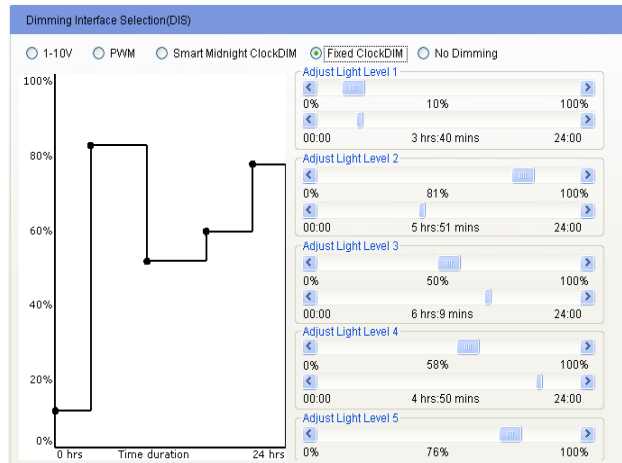 Dimming Interface Selection(DIS)
1-10V PWM Smart Midnight ClockDIM Fixed ClockDIM No Dimming
100%
80%
60%
40%
20%
0%
0 hrs Time duration 24 hrs
Adjust Light Level 1
0% 10% 100%
00:00 3 hrs:40 mins 24:00
Adjust Light Level 2
0% 81% 100%
00:00 5 hrs:51 mins 24:00
Adjust Light Level 3
0% 50% 100%
00:00 6 hrs:9 mins 24:00
Adjust Light Level 4
0% 58% 100%
00:00 4 hrs:50 mins 24:00
Adjust Light Level 5
0% 76% 100%